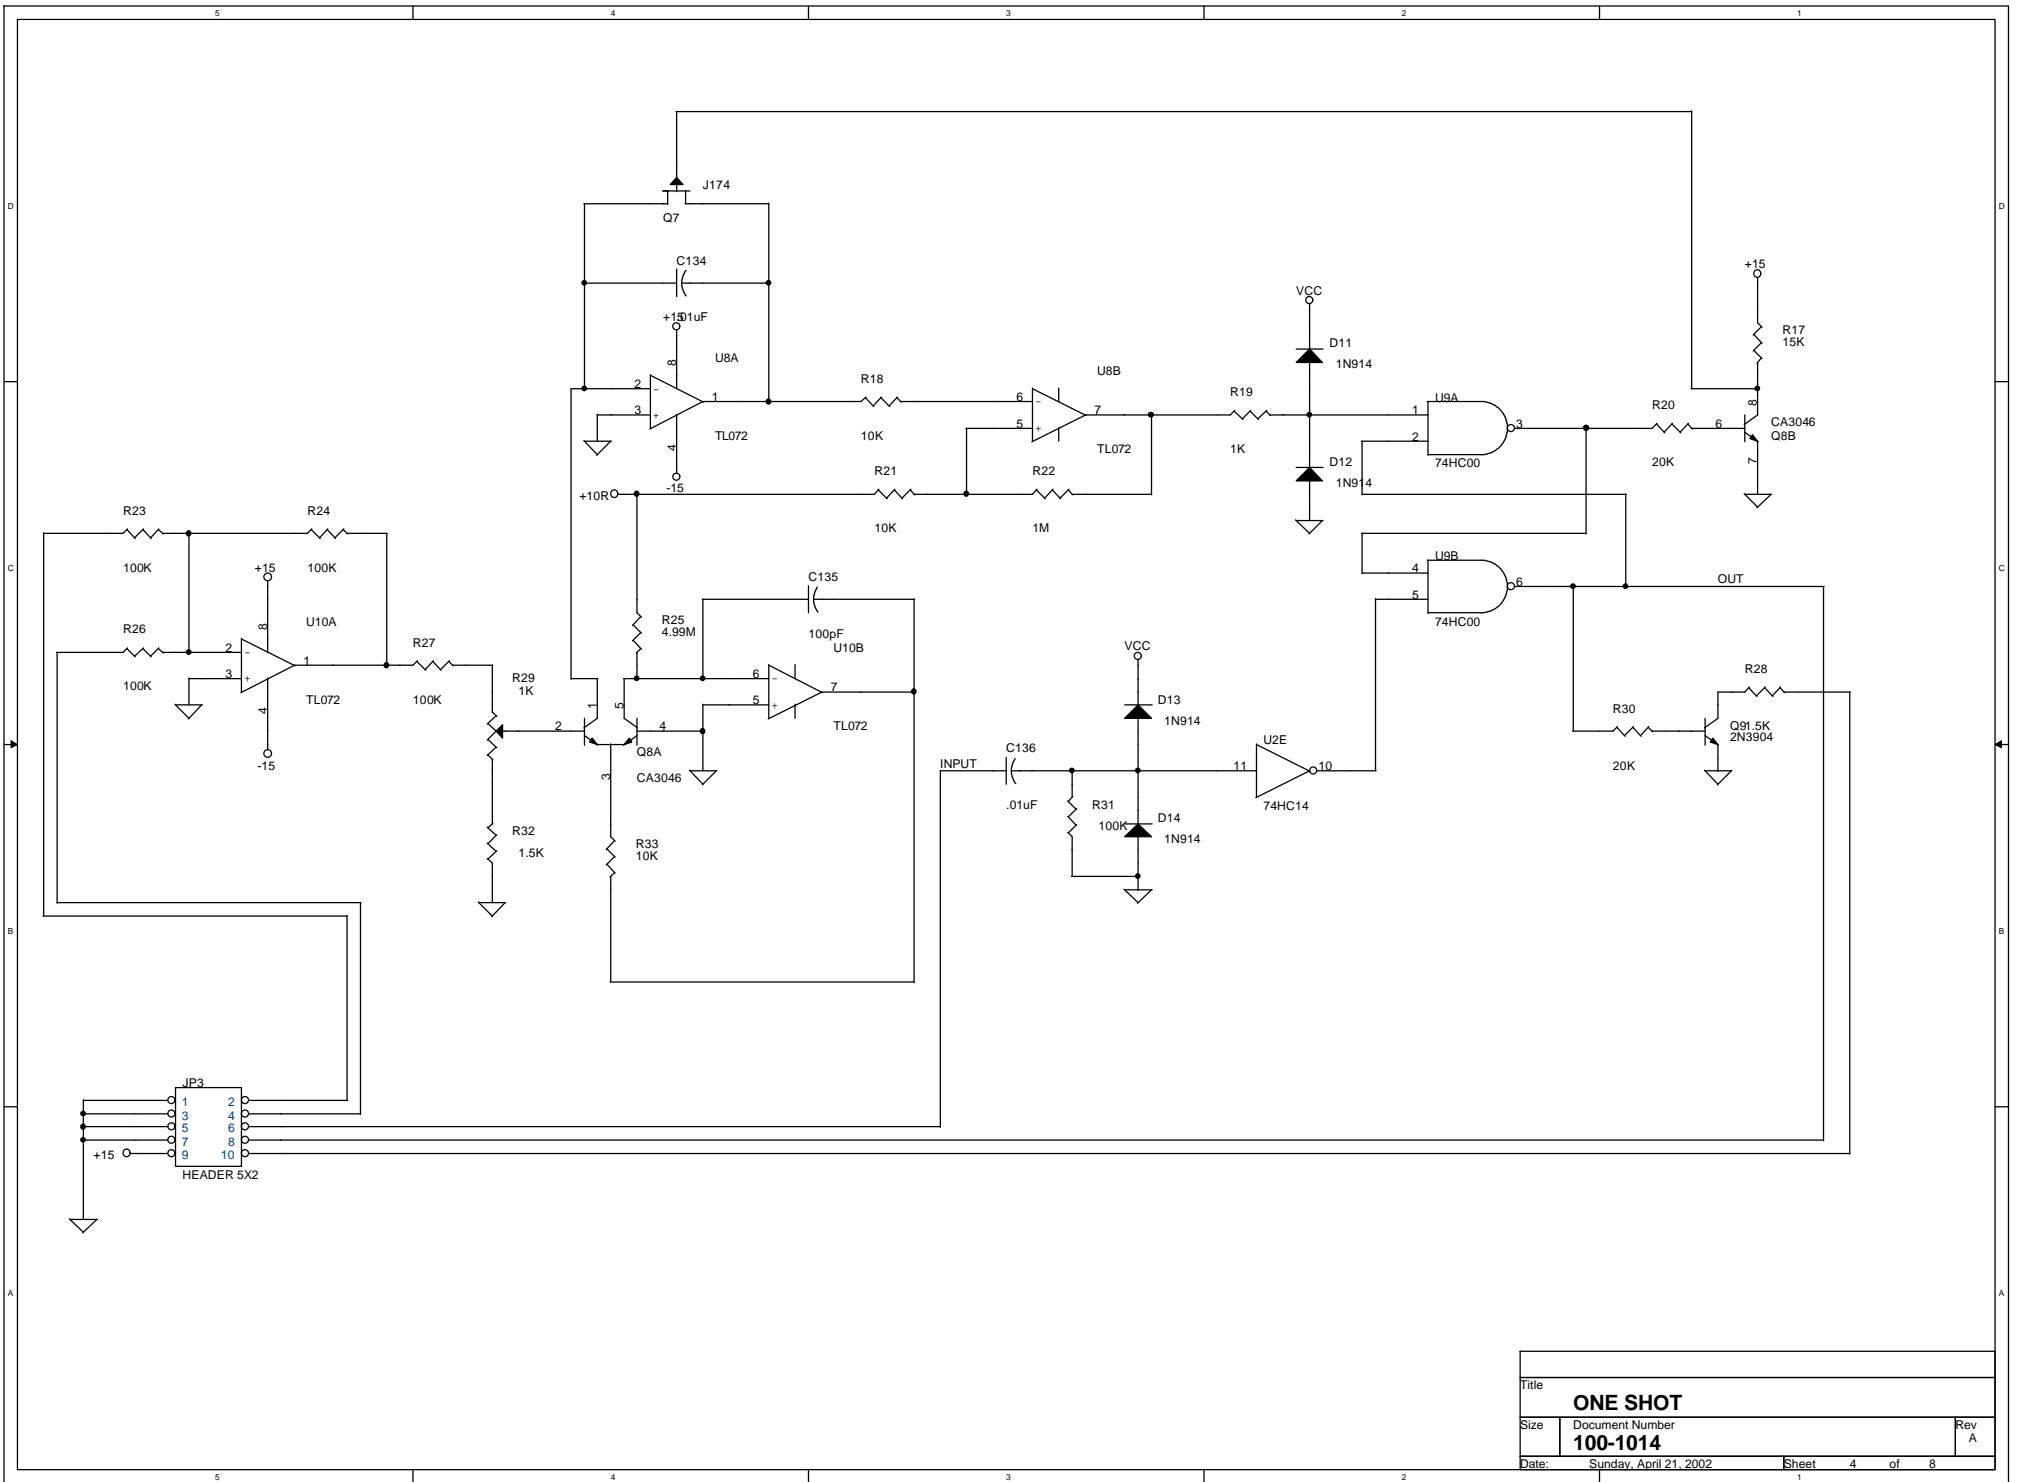 5 4 3 2 1
D D
C C
B B
A A
J174
Q7
C134
.01uF
+15
8
U8A
2
3
1
4
TL072
-15
R18
10K
U8B
6
5
7
TL072
R19
1K
VCC
D11
1N914
D12
1N914
U9A
1
2
3
74HC00
R20
20K
+15
R17
15K
8
6
7
CA3046
Q8B
+10R
R21
10K
R22
1M
R23
100K
R24
100K
+15
8
U10A
R26
100K
2
3
1
4
TL072
-15
R27
100K
R29
1K
R32
1.5K
R25
4.99M
C135
100pF
U10B
6
5
7
TL072
1
5
2
4
3
Q8A
CA3046
R33
10K
U9B
4
5
6
74HC00
OUT
VCC
D13
1N914
C136
.01uF
INPUT
R31
100K
D14
1N914
U2E
11
10
74HC14
R28
1.5K
R30
20K
Q9
2N3904
JP3
1 2
3 4
5 6
7 8
+15 9 10
HEADER 5X2
Title
ONE SHOT
Size Document Number Rev
100-1014 A
Date: Sunday, April 21, 2002 Sheet 4 of 8
5 4 3 2 1